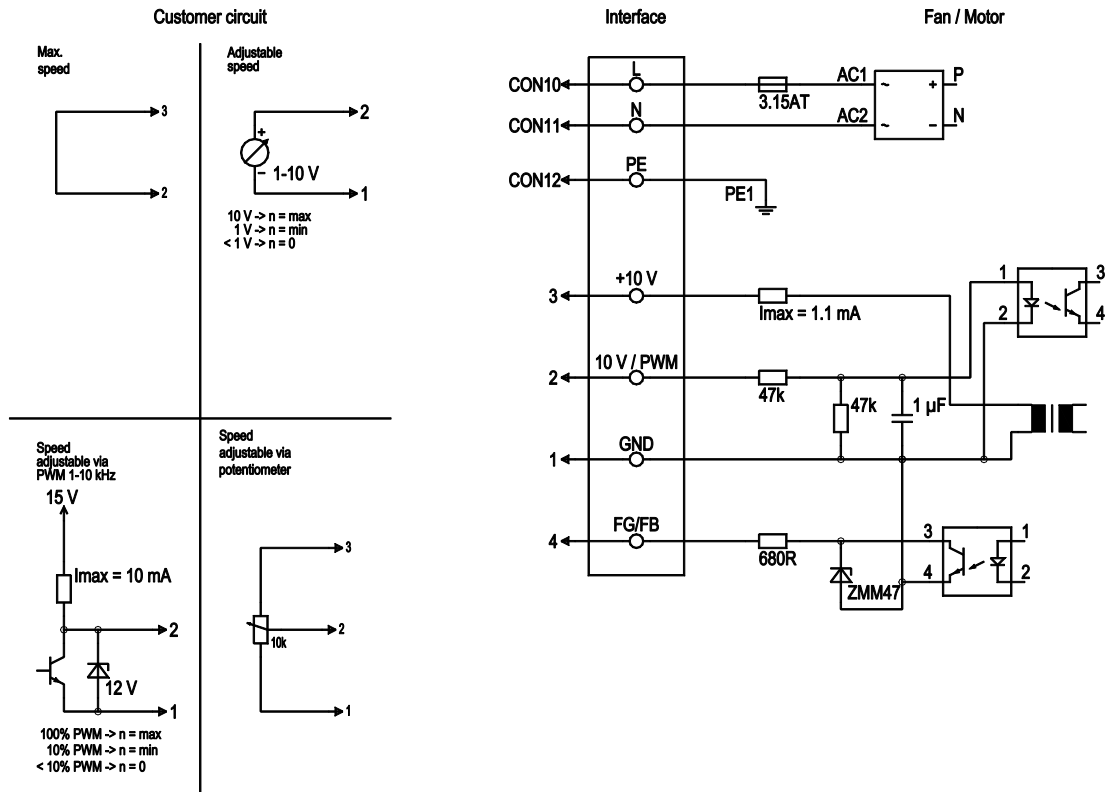 Customer circuit
Interface
Fan / Motor
Max.
speed
3
2
Adjustable
speed
2
+
1-10 V
−
1
10 V -> n = max
1 V -> n = min
< 1 V -> n = 0
Speed
adjustable via
PWM 1-10 kHz
15 V
Imax = 10 mA
2
12 V
1
100% PWM -> n = max
10% PWM -> n = min
< 10% PWM -> n = 0
Speed
adjustable via
potentiometer
3
2
10k
1
CON10
L
3.15AT
AC1
~
+
P
CON11
N
AC2
~
−
N
CON12
PE
PE1
3
+10 V
Imax = 1.1 mA
1
3
2
4
2
10 V / PWM
47k
47k
1 µF
1
GND
4
FG/FB
680R
ZMM47
3
1
4
2